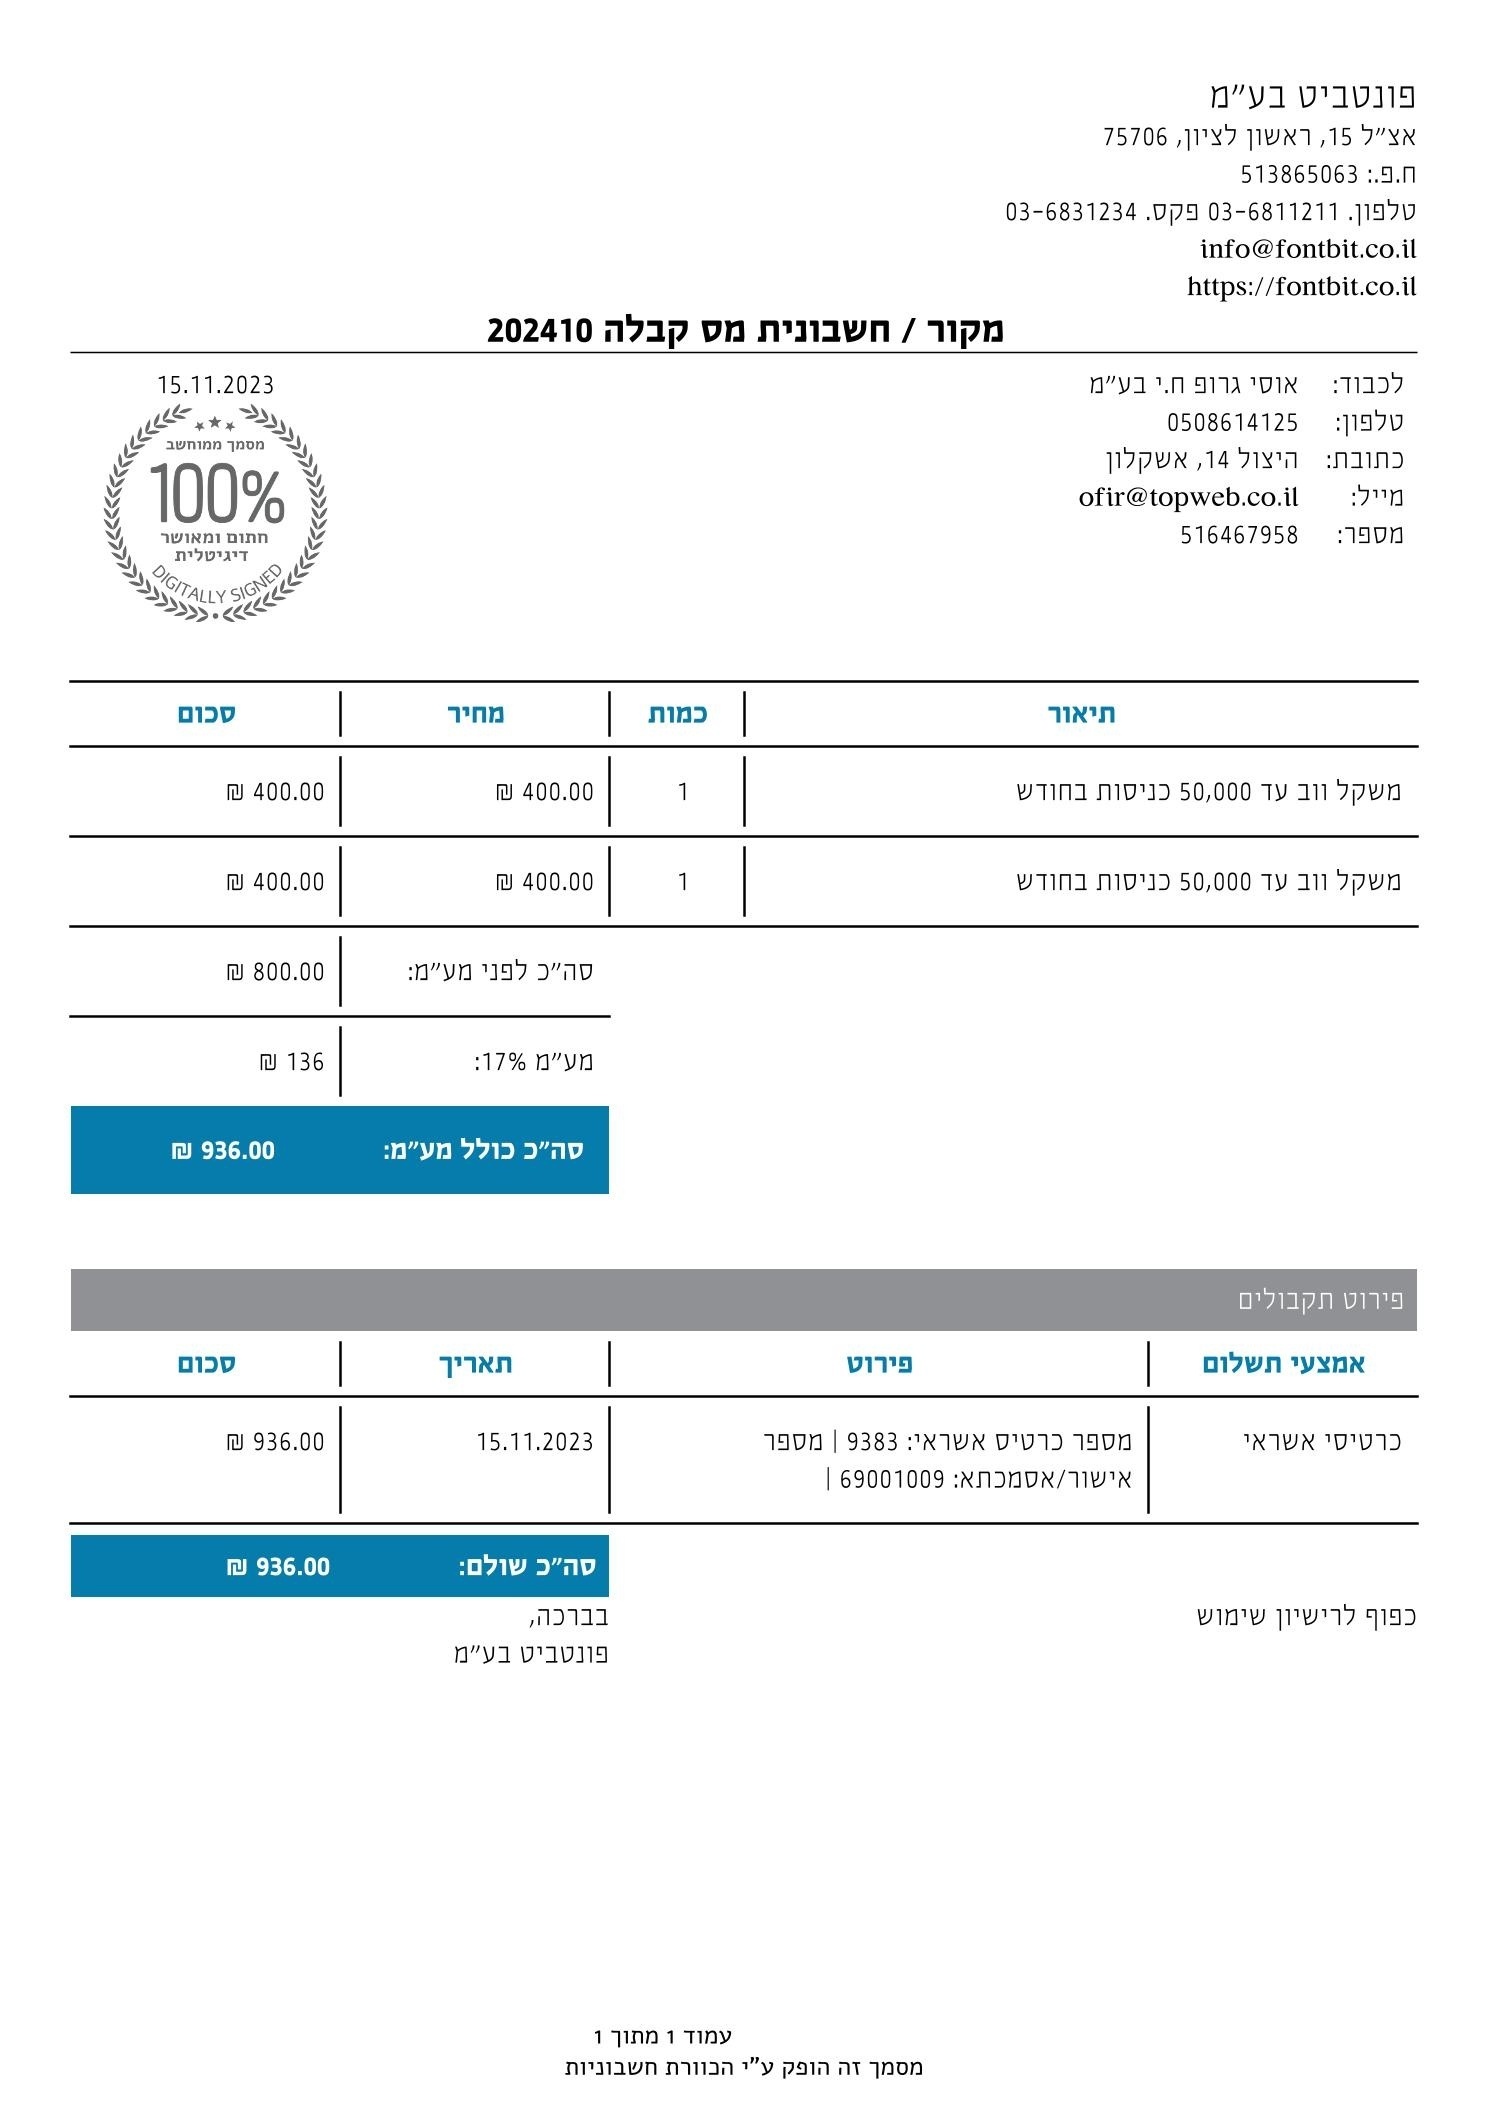 פונטביט בע״מ
אצ״ל 15, ראשון לציון, 75706
ח.פ.: 513865063
טלפון. 03-6811211 פקס. 03-6831234
info@fontbit.co.il
https://fontbit.co.il
מקור / חשבונית מס קבלה 202410
15.11.2023
לכבוד: אוסי גרופ ח.י בע״מ
טלפון: 0508614125
כתובת: היצול 14, אשקלון
מייל: ofir@topweb.co.il
מספר: 516467958
מסמך ממוחשב
100%
חתום ומאושר
דיגיטלית
DIGITALLY SIGNED
תיאור כמות מחיר סכום
משקל ווב עד 50,000 כניסות בחודש 1 400.00 ₪ 400.00 ₪
משקל ווב עד 50,000 כניסות בחודש 1 400.00 ₪ 400.00 ₪
סה״כ לפני מע״מ: 800.00 ₪
מע״מ 17%: 136 ₪
סה״כ כולל מע״מ: 936.00 ₪
פירוט תקבולים
אמצעי תשלום פירוט תאריך סכום
כרטיסי אשראי מספר כרטיס אשראי: 9383 | מספר 15.11.2023 936.00 ₪
אישור/אסמכתא: 69001009 |
סה״כ שולם: 936.00 ₪
כפוף לרישיון שימוש
בברכה,
פונטביט בע״מ
עמוד 1 מתוך 1
מסמך זה הופק ע״י הכוורת חשבוניות